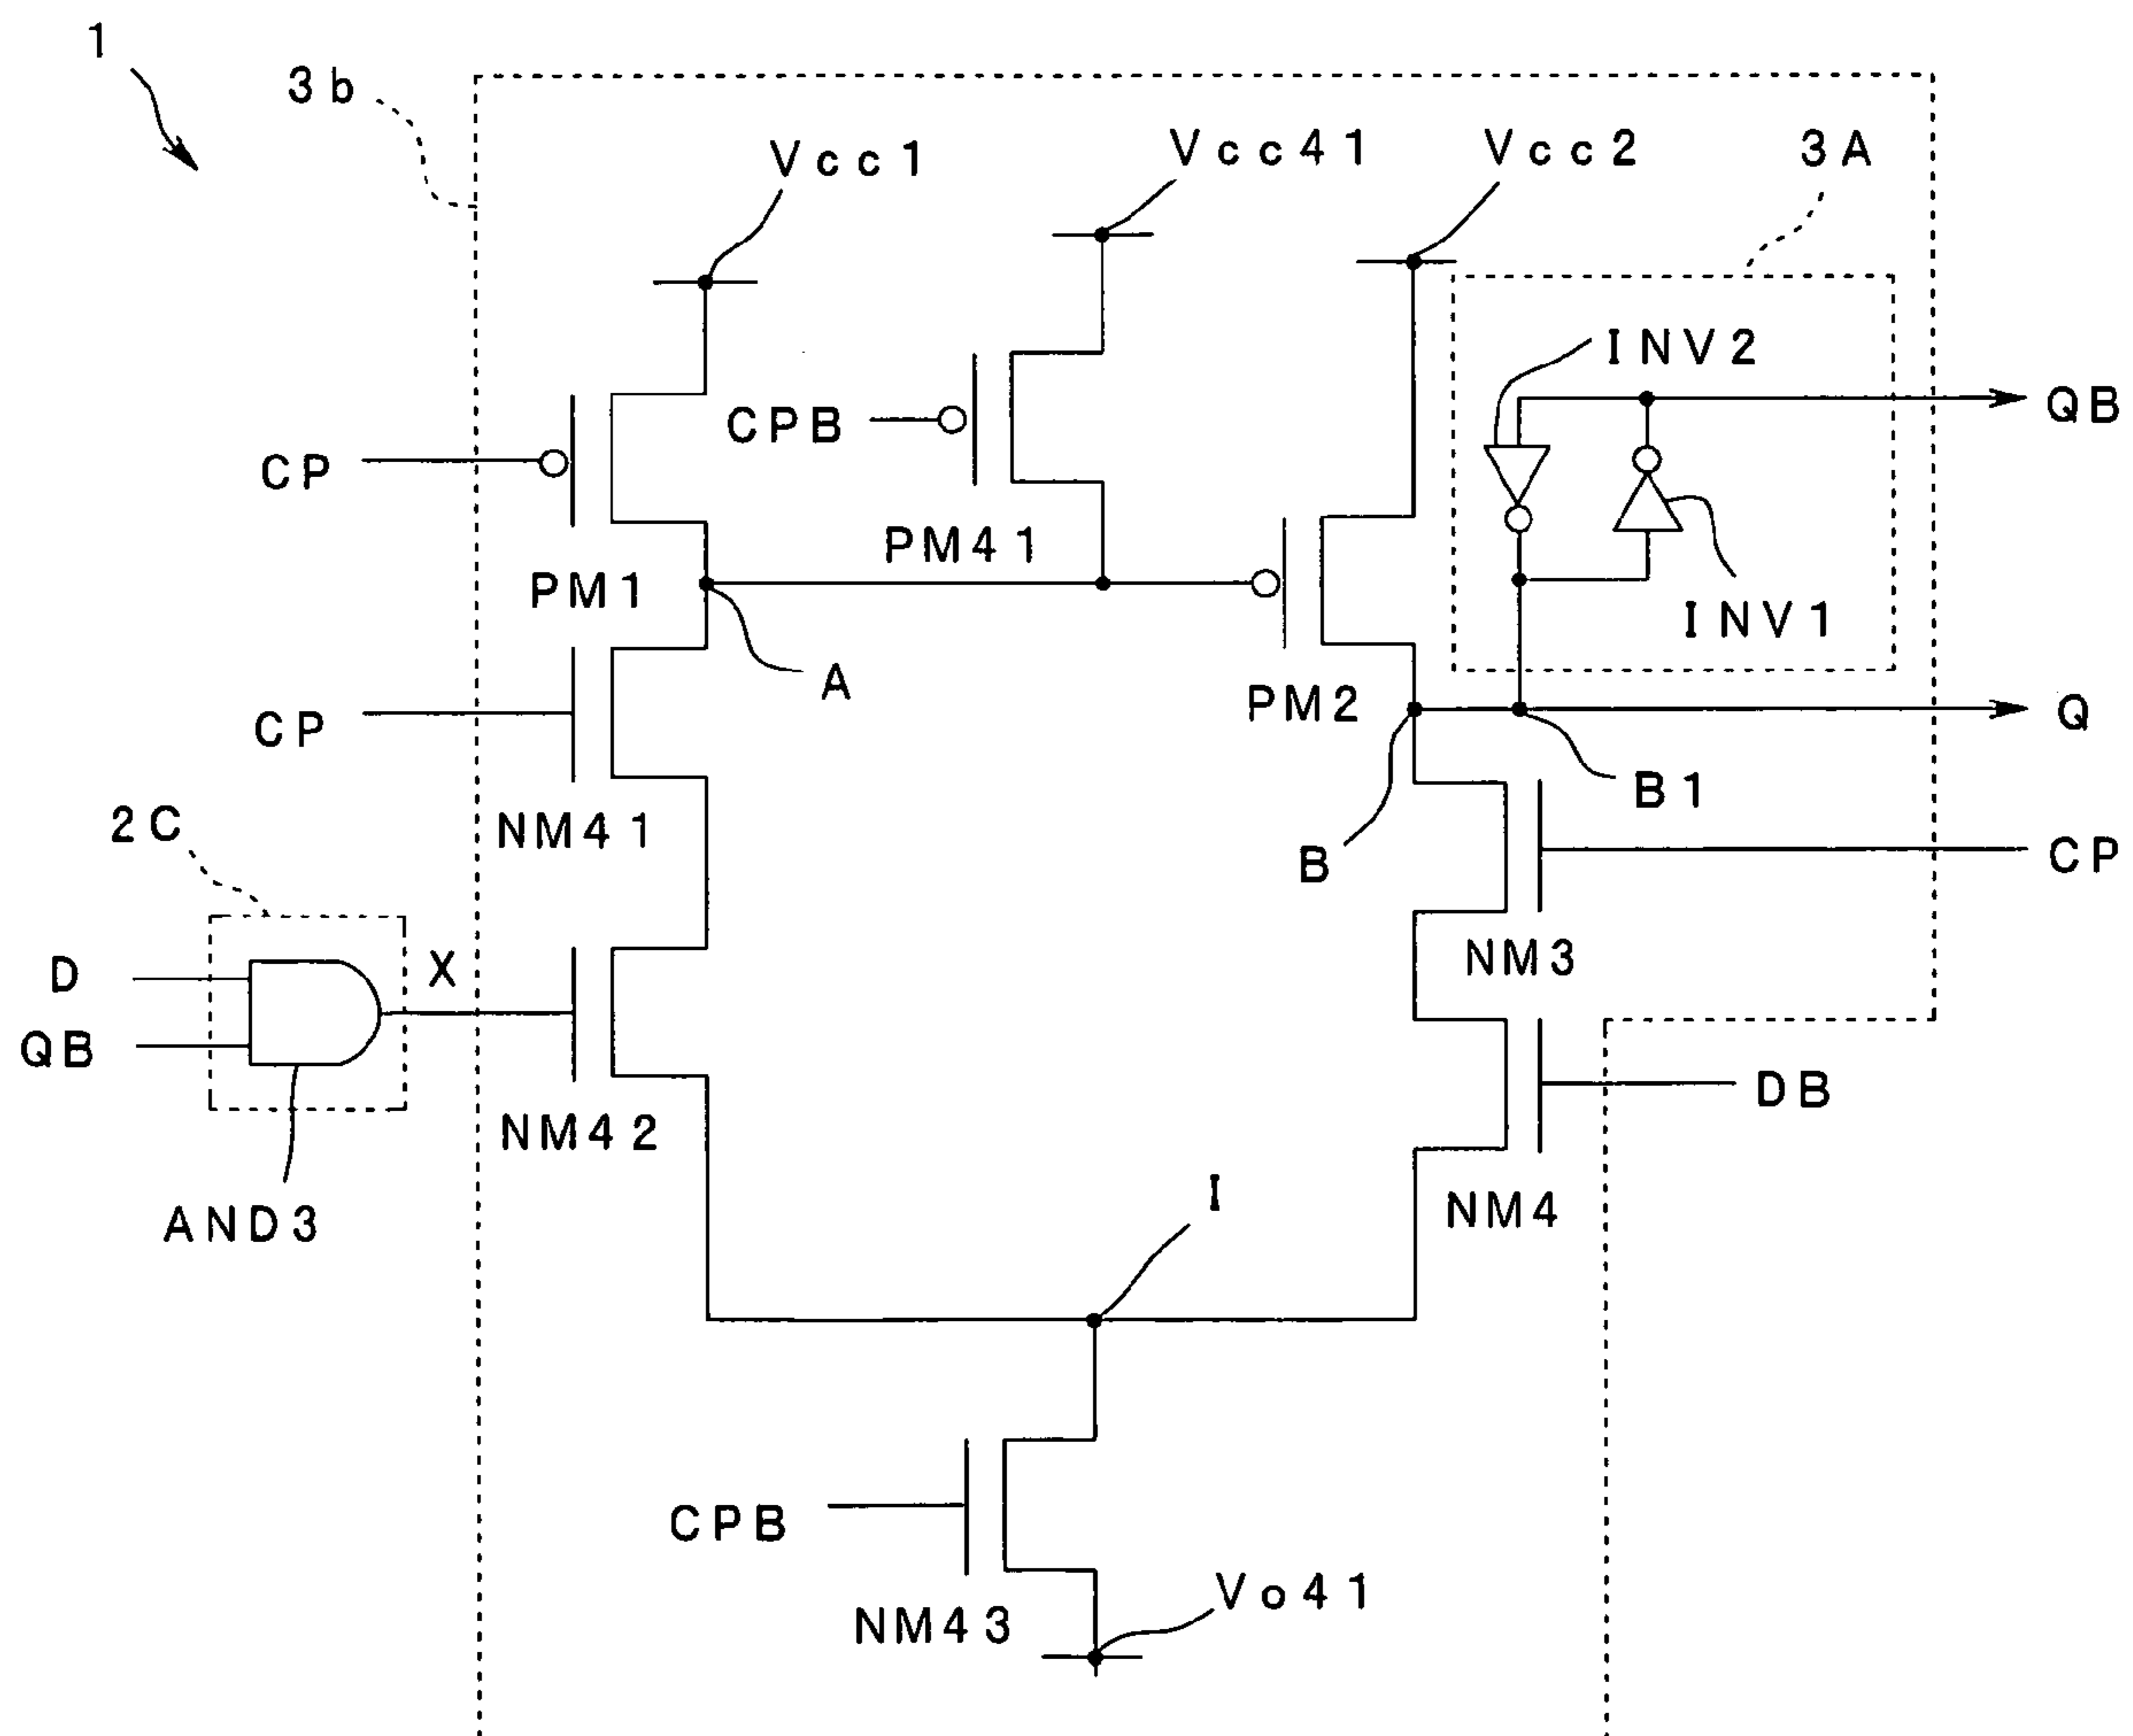 1
3b
Vcc1
Vcc41
Vcc2
3A
INV2
QB
CPB
CP
PM41
PM1
INV1
A
PM2
Q
CP
B1
2C
NM41
B
CP
D
X
NM3
QB
DB
NM42
I
NM4
AND3
CPB
Vo41
NM43